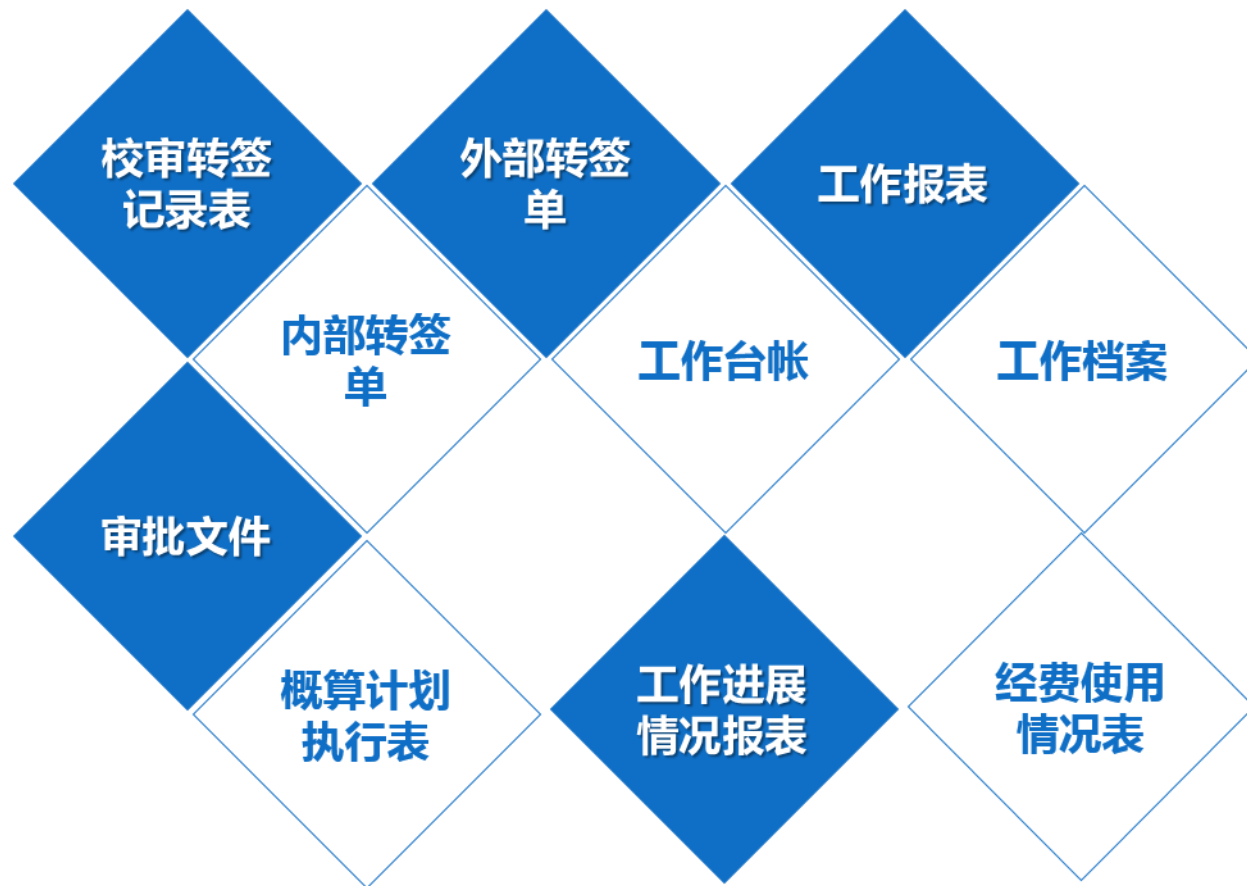 校审转签
记录表
外部转签
单
工作报表
内部转签
单
工作台帐
工作档案
审批文件
概算计划
执行表
工作进展
情况报表
经费使用
情况表